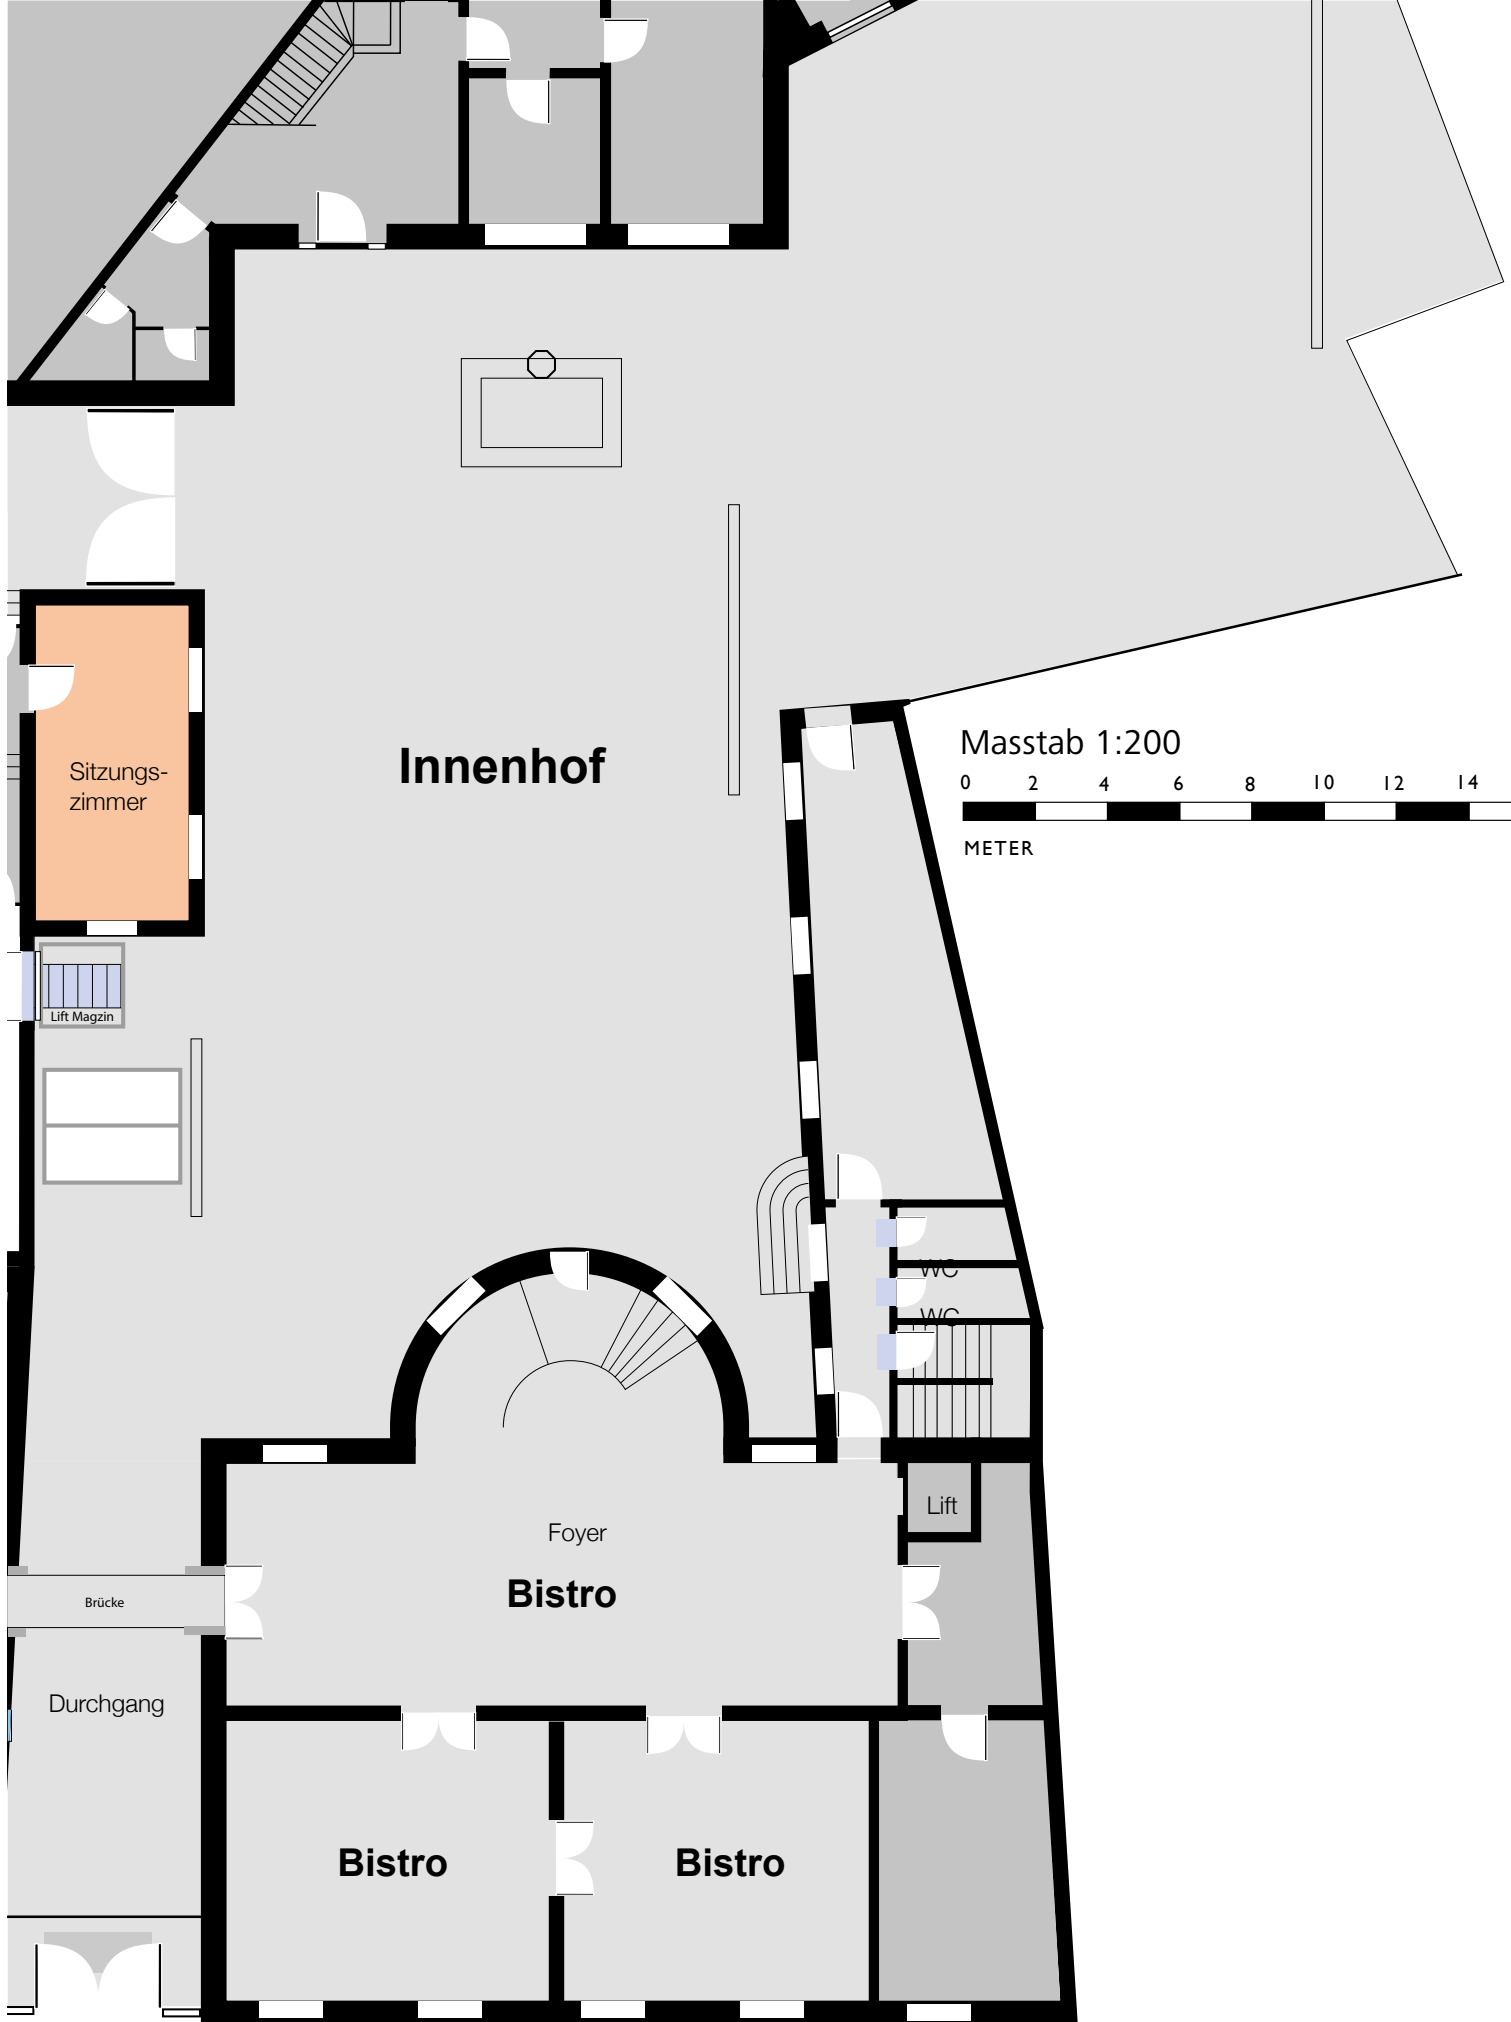 Masstab 1:200
0 2 4 6 8 10 12 14
METER
Innenhof
Sitzungs-
zimmer
Lift Magzin
WC
WC
Lift
Foyer
Bistro
Brücke
Durchgang
Bistro
Bistro